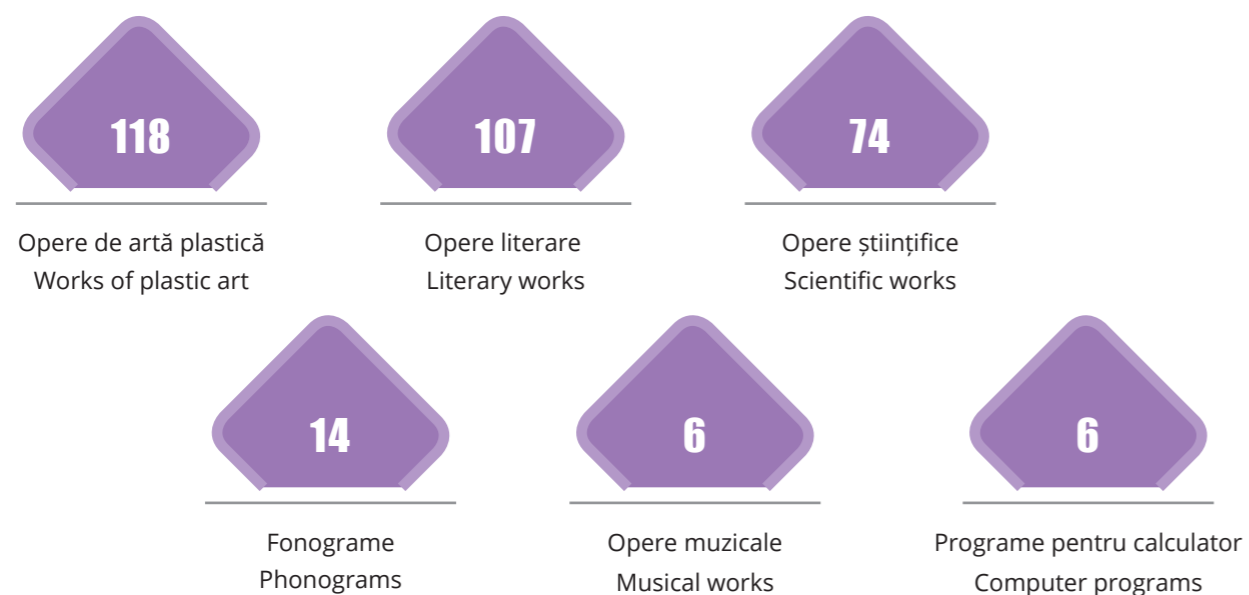 118
107
74
Opere de artă plastică
Works of plastic art
Opere literare
Literary works
Opere științifice
Scientific works
14
6
6
Fonograme
Phonograms
Opere muzicale
Musical works
Programe pentru calculator
Computer programs